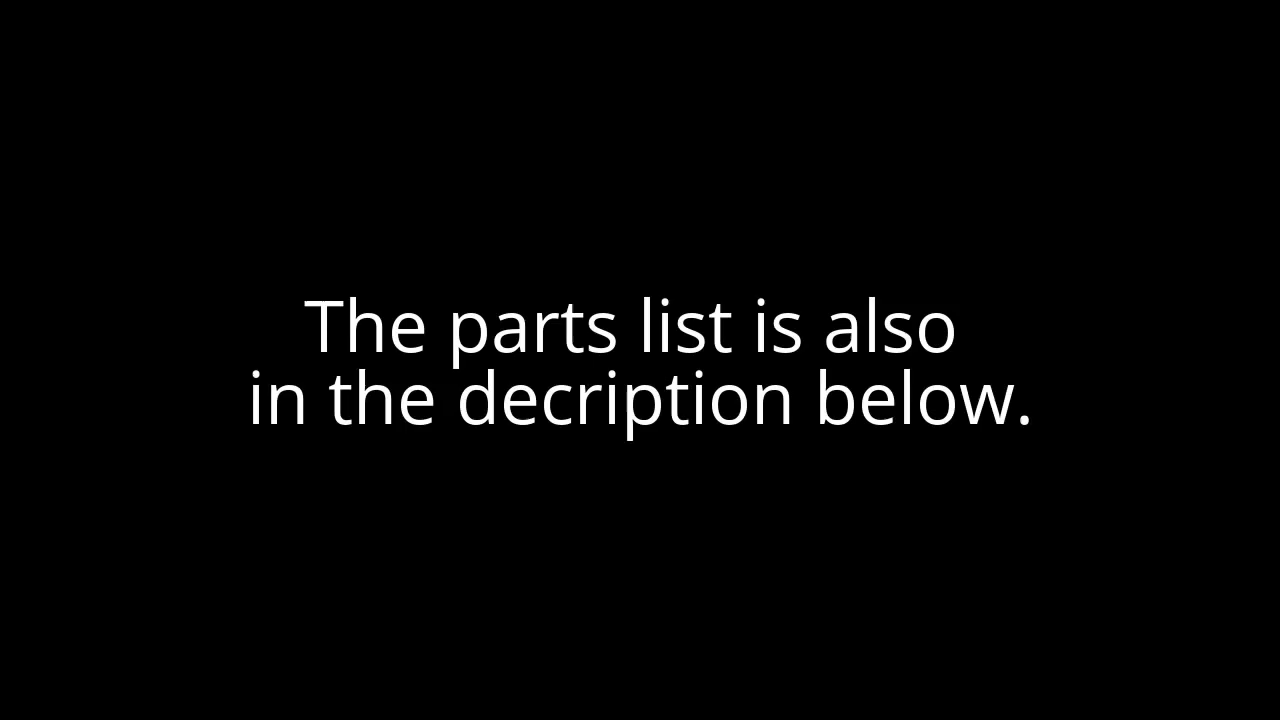 The parts list is also
in the decription below.